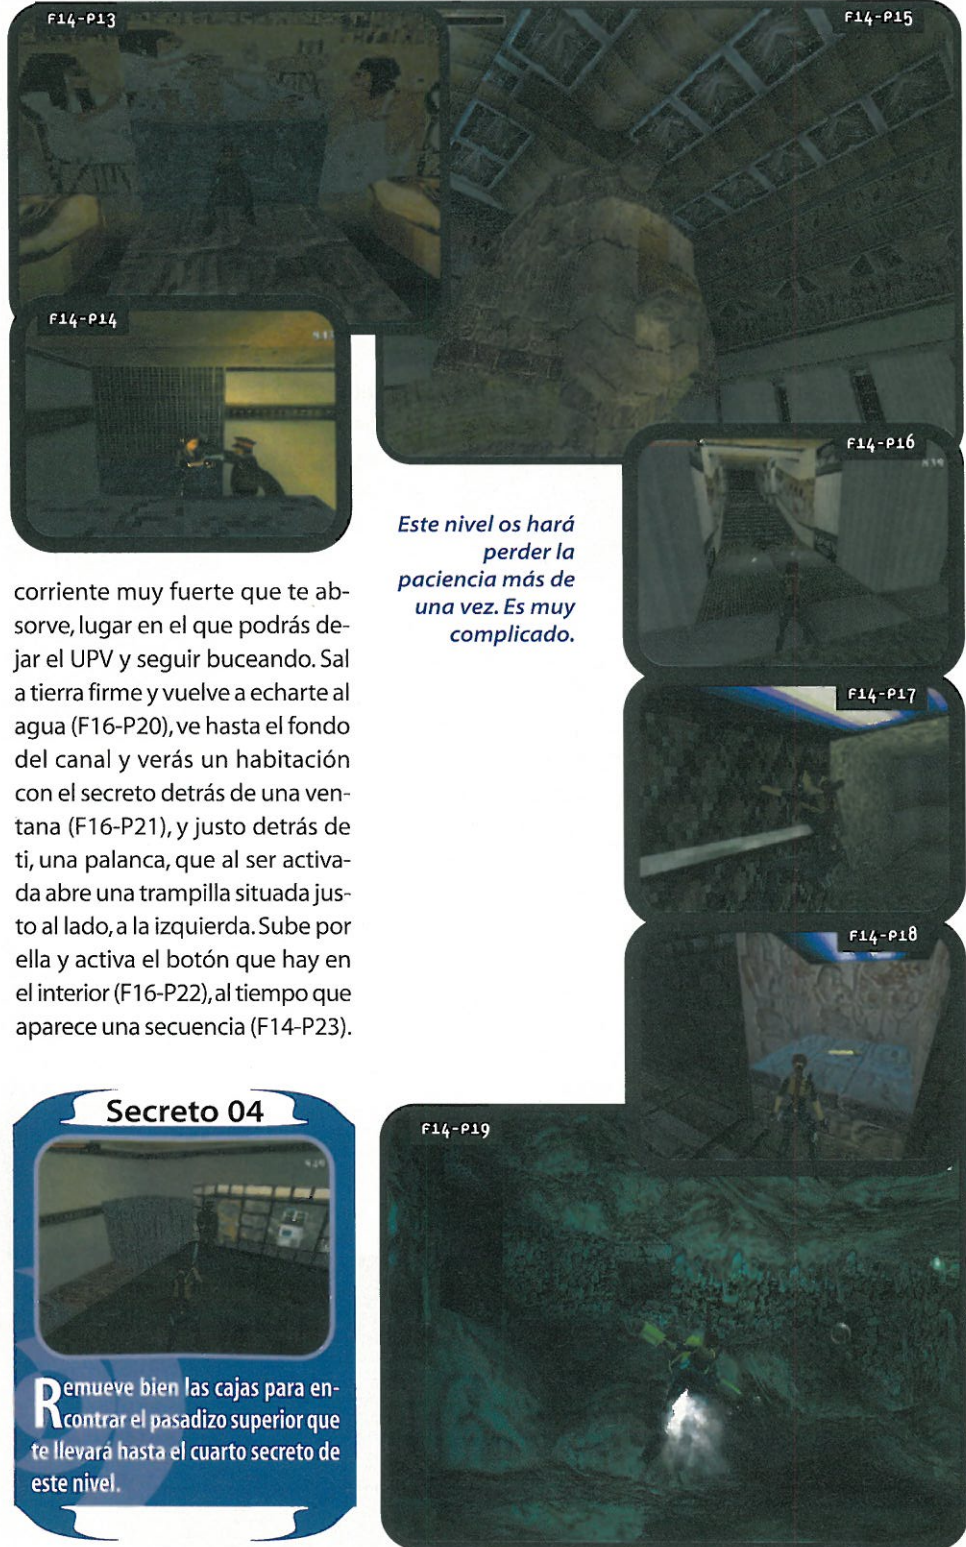 F14-P13
F14-P15
F14-P14
F14-P16
Este nivel os hará
perder la
paciencia más de
una vez. Es muy
complicado.
corriente muy fuerte que te ab-
sorve, lugar en el que podrás de-
jar el UPV y seguir buceando. Sal
a tierra firme y vuelve a echarte al
agua (F16-P20), ve hasta el fondo
del canal y verás un habitación
con el secreto detrás de una ven-
tana (F16-P21), y justo detrás de
ti, una palanca, que al ser activa-
da abre una trampilla situada jus-
to al lado, a la izquierda. Sube por
ella y activa el botón que hay en
el interior (F16-P22), al tiempo que
aparece una secuencia (F14-P23).
F14-P17
F14-P18
Secreto 04
Remueve bien las cajas para en-
contrar el pasadizo superior que
te llevará hasta el cuarto secreto de
este nivel.
F14-P19